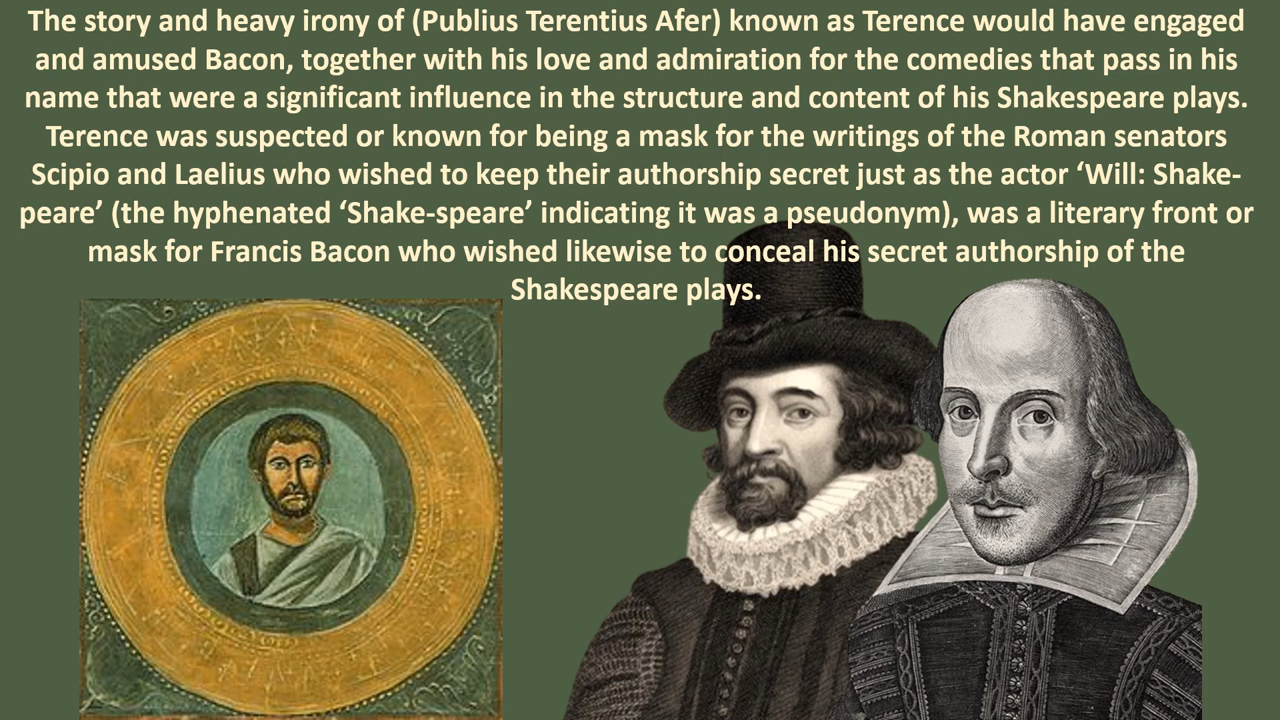 The story and heavy irony of (Publius Terentius Afer) known as Terence would have engaged
and amused Bacon, together with his love and admiration for the comedies that pass in his
name that were a significant influence in the structure and content of his Shakespeare plays.
Terence was suspected or known for being a mask for the writings of the Roman senators
Scipio and Laelius who wished to keep their authorship secret just as the actor ‘Will: Shake-
peare’ (the hyphenated ‘Shake-speare’ indicating it was a pseudonym), was a literary front or
mask for Francis Bacon who wished likewise to conceal his secret authorship of the
Shakespeare plays.